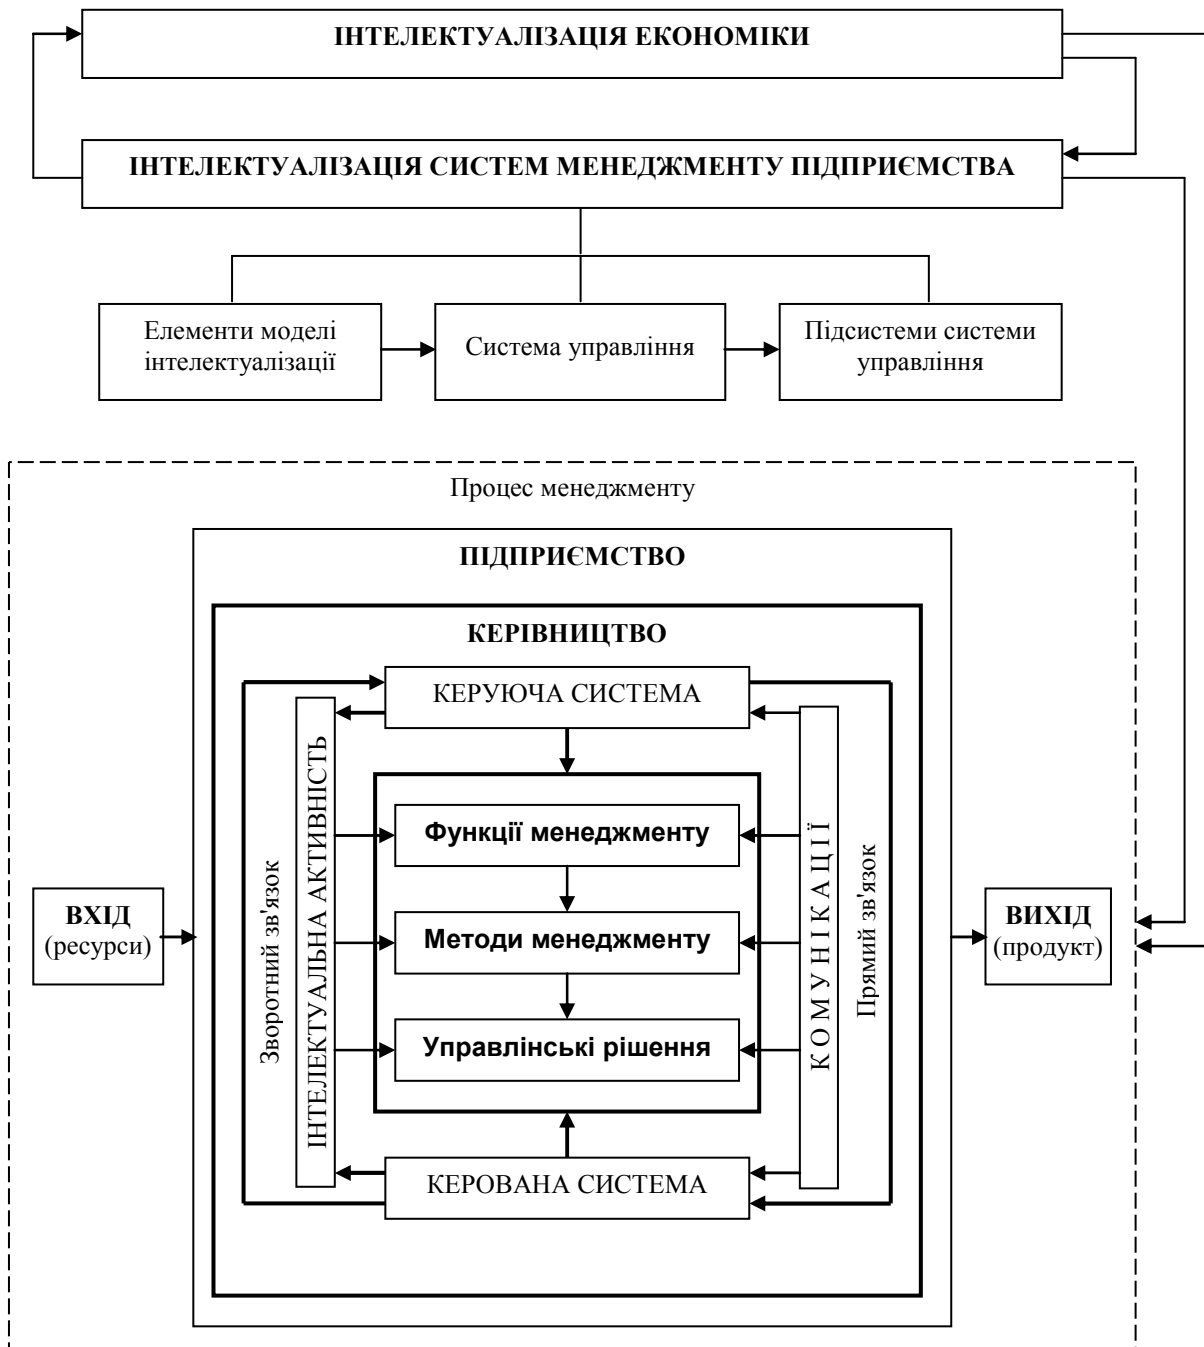 ІНТЕЛЕКТУАЛІЗАЦІЯ ЕКОНОМІКИ
ІНТЕЛЕКТУАЛІЗАЦІЯ СИСТЕМ МЕНЕДЖМЕНТУ ПІДПРИЄМСТВА
Елементи моделі
інтелектуалізації
Система управління
Підсистеми системи
управління
Процес менеджменту
ПІДПРИЄМСТВО
КЕРІВНИЦТВО
КЕРУЮЧА СИСТЕМА
ВХІД
(ресурси)
Зворотний зв'язок
ІНТЕЛЕКТУАЛЬНА АКТИВНІСТЬ
Функції менеджменту
Методи менеджменту
Управлінські рішення
КОМУНІКАЦІЇ
Прямий зв'язок
ВИХІД
(продукт)
КЕРОВАНА СИСТЕМА